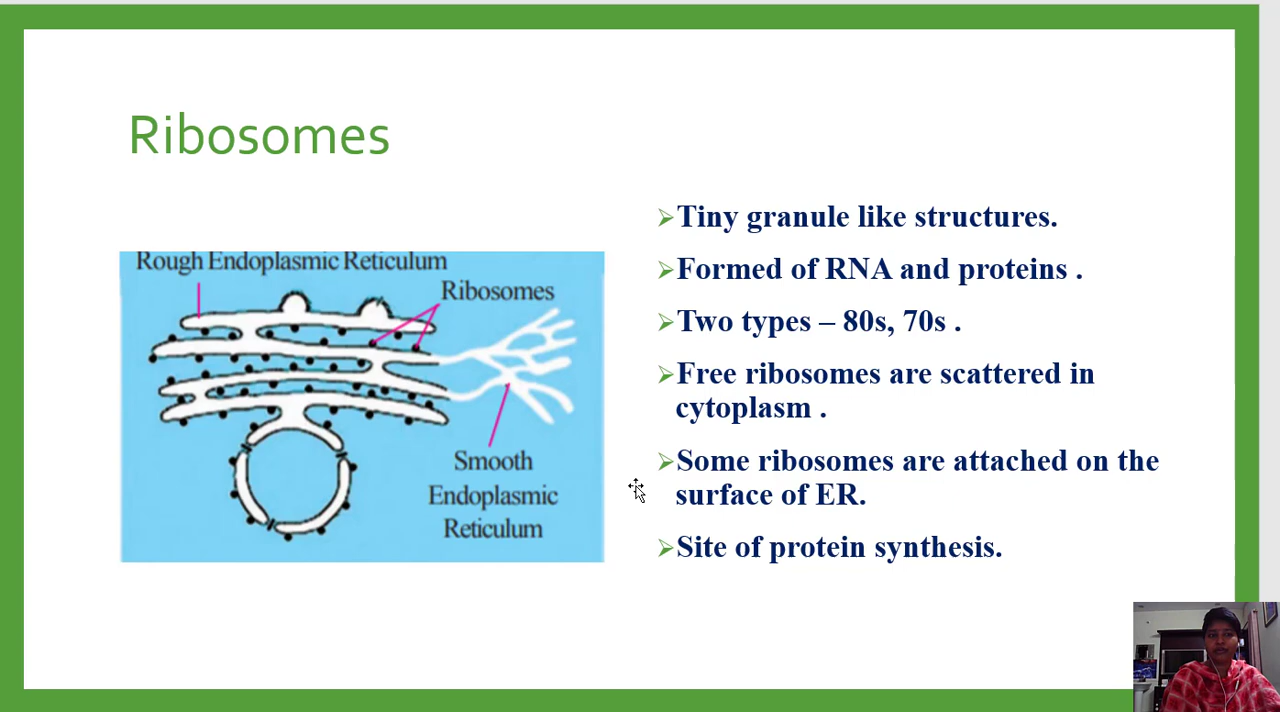 Ribosomes
Rough Endoplasmic Reticulum
Ribosomes
Smooth
Endoplasmic
Reticulum
Tiny granule like structures.
Formed of RNA and proteins .
Two types – 80s, 70s .
Free ribosomes are scattered in
cytoplasm .
Some ribosomes are attached on the
surface of ER.
Site of protein synthesis.